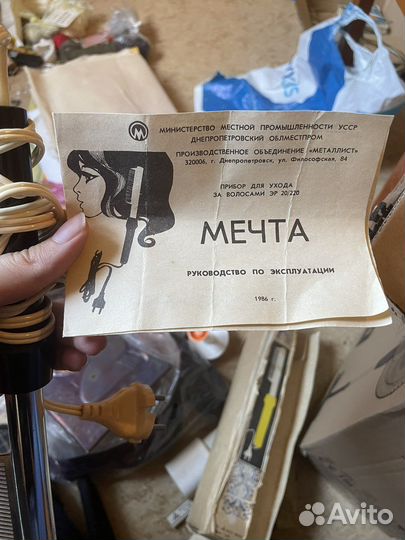 МИНИСТЕРСТВО МЕСТНОЙ ПРОМЫШЛЕННОСТИ УССР
ДНЕПРОПЕТРОВСКИЙ ОБЛМЕСТПРОМ
ПРОИЗВОДСТВЕННОЕ ОБЪЕДИНЕНИЕ «МЕТАЛЛИСТ»
320006, г. Днепропетровск, ул. Философская, 84
ПРИБОР ДЛЯ УХОДА
ЗА ВОЛОСАМИ ЭР 20/220
МЕЧТА
РУКОВОДСТВО ПО ЭКСПЛУАТАЦИИ
1986 г.
Avito